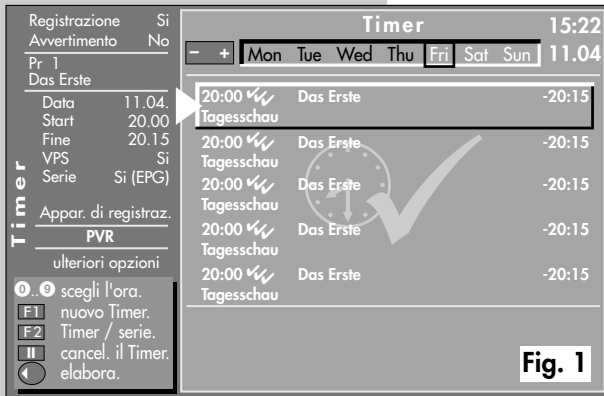 Registrazione Si
Avvertimento No
Pr 1
Das Erste
Data 11.04.
Start 20.00
Fine 20.15
VPS Si
Serie Si (EPG)
Appar. di registraz.
PVR
ulteriori opzioni
Timer
0..9 scegli l'ora.
F1 nuovo Timer.
F2 Timer / serie.
cancel. il Timer.
elabora.
Timer 15:22
- + Mon Tue Wed Thu Fri Sat Sun 11.04
20:00 Das Erste -20:15
Tagesschau
20:00 Das Erste -20:15
Tagesschau
20:00 Das Erste -20:15
Tagesschau
20:00 Das Erste -20:15
Tagesschau
20:00 Das Erste -20:15
Tagesschau
Fig. 1